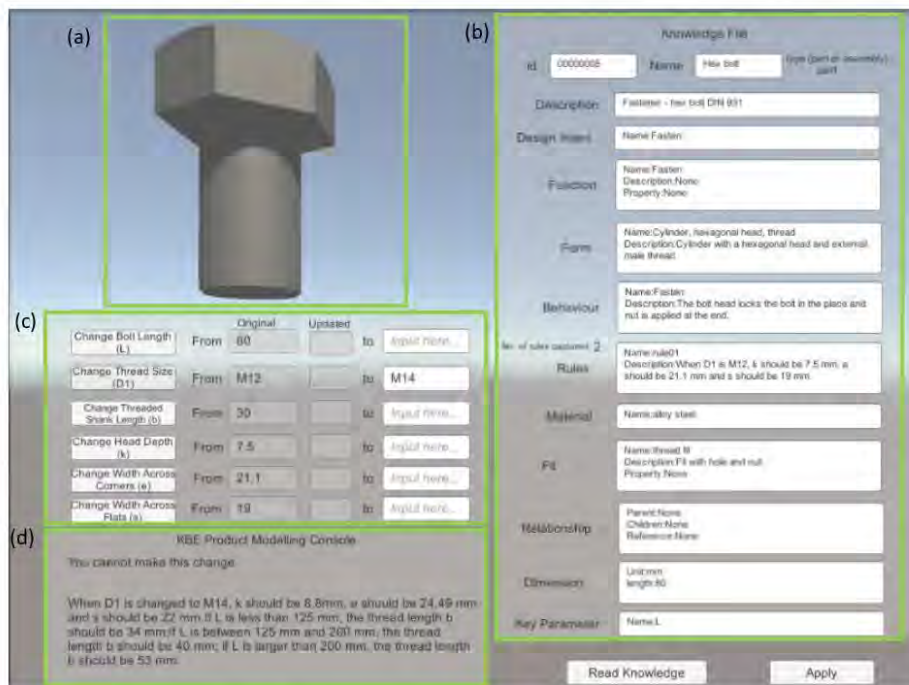 (a)
(b)
Knowledge File
Id 00000005 Name Hex bolt Type (part or assembly)
part
Description Fastener - hex bolt DIN 931
Design Intent Name:Fasten
Function
Name:Fasten
Description:None
Property:None
Form
Name:Cylinder, hexagonal head, thread
Description:Cylinder with a hexagonal head and external
male thread
Behaviour
Name:Fasten
Description:The bolt head locks the bolt in the place and
nut is applied at the end.
No. of rules captured: 2
Rules
Name:rule01
Description:When D1 is M12, k should be 7.5 mm, e
should be 21.1 mm and s should be 19 mm.
Material Name:alloy steel
Fit
Name:thread fit
Description:Fit with hole and nut
Property:None
Relationship
Parent:None
Children:None
Reference:None
Dimension
Unit:mm
length:60
Key Parameter Name:L
Read Knowledge Apply
(c)
Original Updated
Change Bolt Length
(L) From 60 to Input here...
Change Thread Size
(D1) From M12 to M14
Change Threaded
Shank Length (b) From 30 to Input here...
Change Head Depth
(k) From 7.5 to Input here...
Change Width Across
Corners (e) From 21.1 to Input here...
Change Width Across
Flats (s) From 19 to Input here...
(d)
KBE Product Modelling Console
You cannot make this change.
When D1 is changed to M14, k should be 8.8mm, e should be 24.49 mm
and s should be 22 mm.If L is less than 125 mm, the thread length b
should be 34 mm;if L is between 125 mm and 200 mm, the thread
length b should be 40 mm; if L is larger than 200 mm, the thread length
b should be 53 mm.